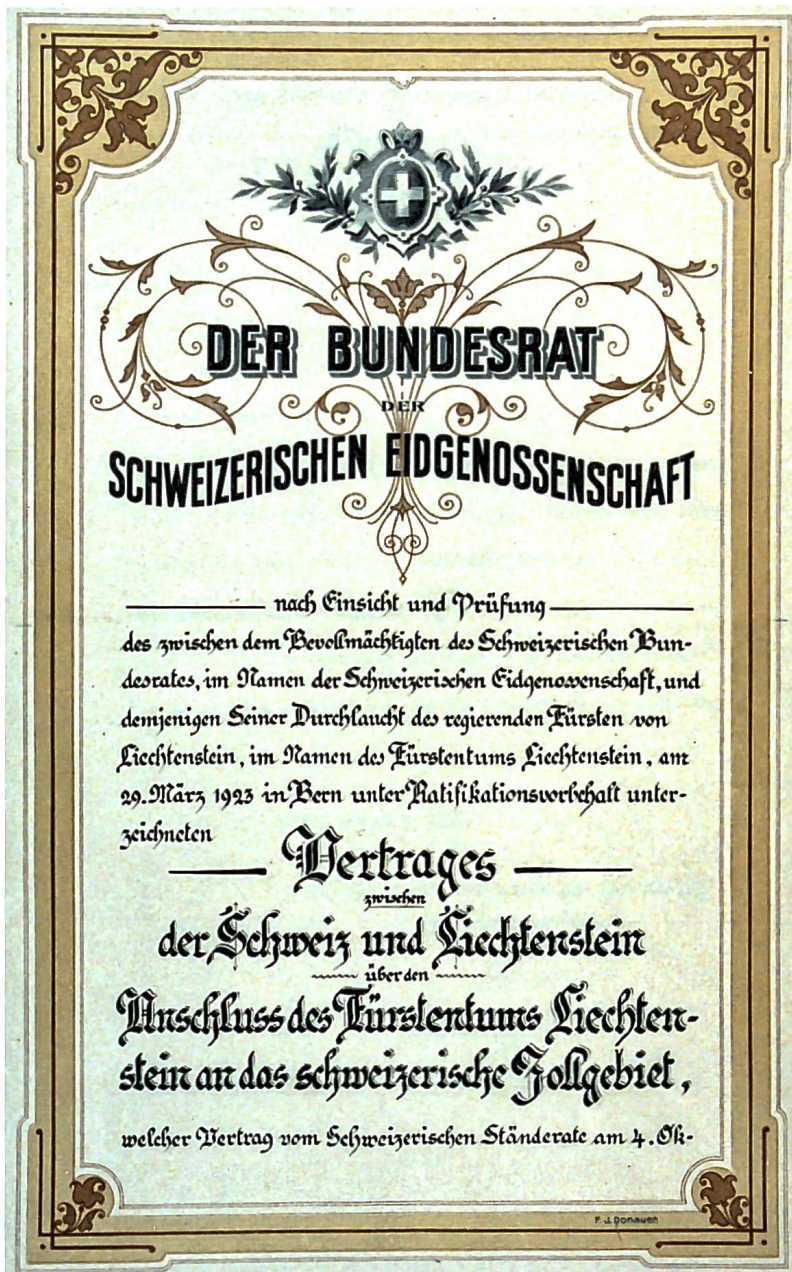 DER BUNDESRAT
DER
SCHWEIZERISCHEN EIDGENOSSENSCHAFT
nach Einsicht und Prüfung
des zwischen dem Bevollmächtigten des Schweizerischen Bun-
desrates, im Namen der Schweizerischen Eidgenossenschaft, und
demjenigen Seiner Durchlaucht des regierenden Fürsten von
Liechtenstein, im Namen des Fürstentums Liechtenstein, am
29. März 1923 in Bern unter Ratifikationsvorbehalt unter-
zeichneten
Vertrages
zwischen
der Schweiz und Liechtenstein
über den
Anschluss des Fürstentums Liechten-
stein an das schweizerische Zollgebiet,
welcher Vertrag vom Schweizerischen Ständerate am 4. Ok-
F. J. Donauer